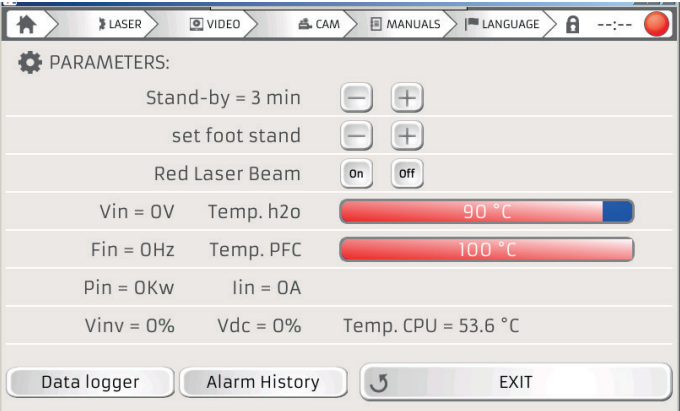 LASER VIDEO CAM MANUALS LANGUAGE --:--
PARAMETERS:
Stand-by = 3 min − +
set foot stand − +
Red Laser Beam On Off
Vin = 0V Temp. h2o 90 °C
Fin = 0Hz Temp. PFC 100 °C
Pin = 0Kw Iin = 0A
Vinv = 0% Vdc = 0% Temp. CPU = 53.6 °C
Data logger Alarm History EXIT